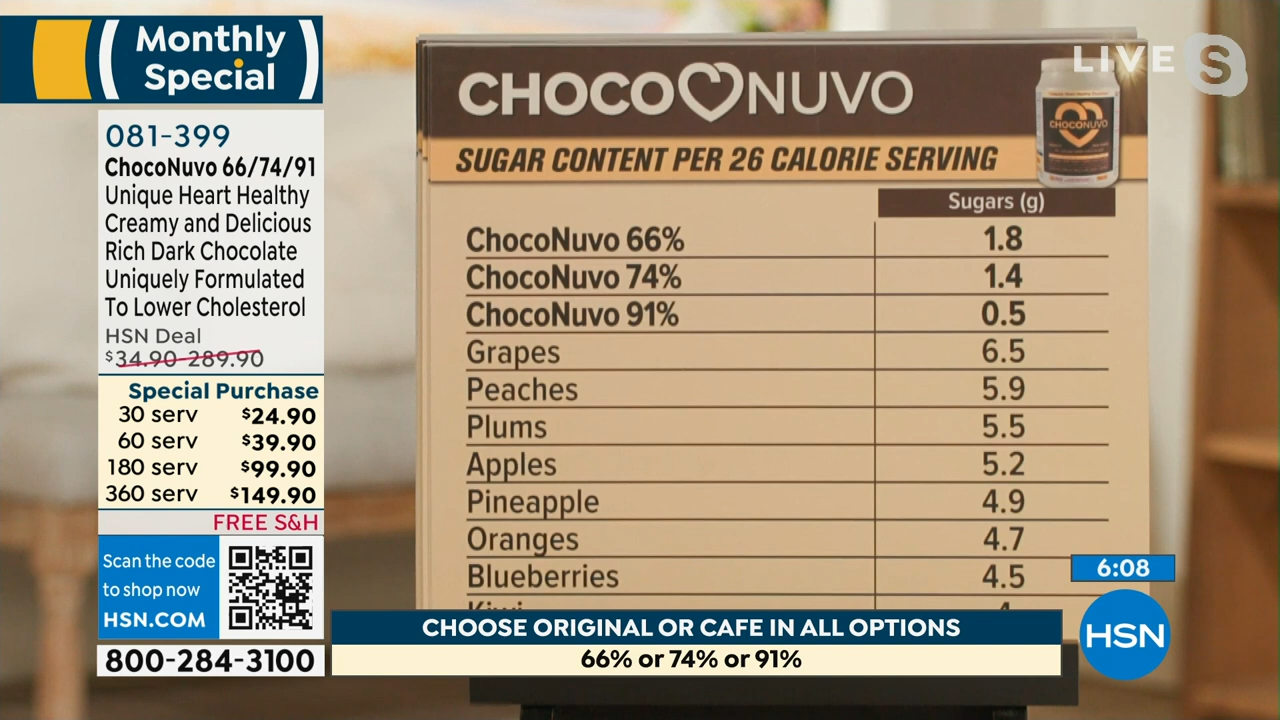 Monthly
Special
081-399
ChocoNuvo 66/74/91
Unique Heart Healthy
Creamy and Delicious
Rich Dark Chocolate
Uniquely Formulated
To Lower Cholesterol
HSN Deal
$34.90-289.90
Special Purchase
30 serv $24.90
60 serv $39.90
180 serv $99.90
360 serv $149.90
FREE S&H
Scan the code
to shop now
HSN.COM
800-284-3100
CHOCO NUVO
LIVE S
CHOCONUVO
SUGAR CONTENT PER 26 CALORIE SERVING
Sugars (g)
ChocoNuvo 66% 1.8
ChocoNuvo 74% 1.4
ChocoNuvo 91% 0.5
Grapes 6.5
Peaches 5.9
Plums 5.5
Apples 5.2
Pineapple 4.9
Oranges 4.7
Blueberries 4.5
6:08
HSN
CHOOSE ORIGINAL OR CAFE IN ALL OPTIONS
66% or 74% or 91%